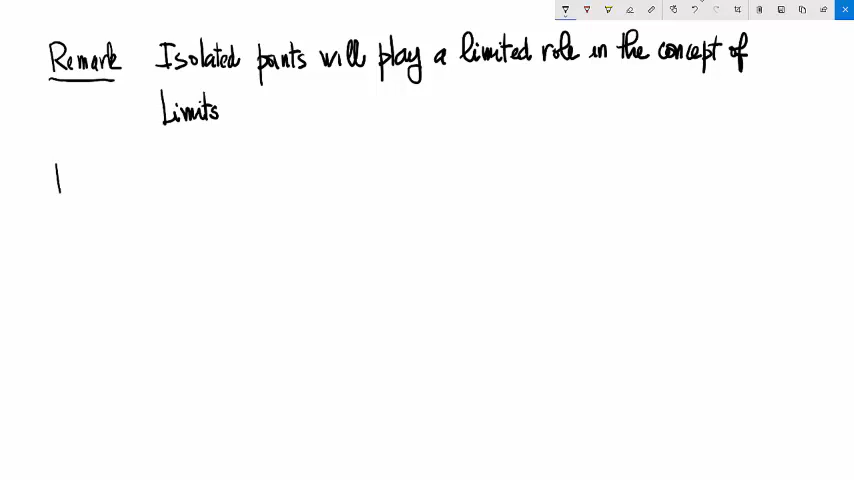 Remark Isolated points will play a limited role in the concept of
Limits